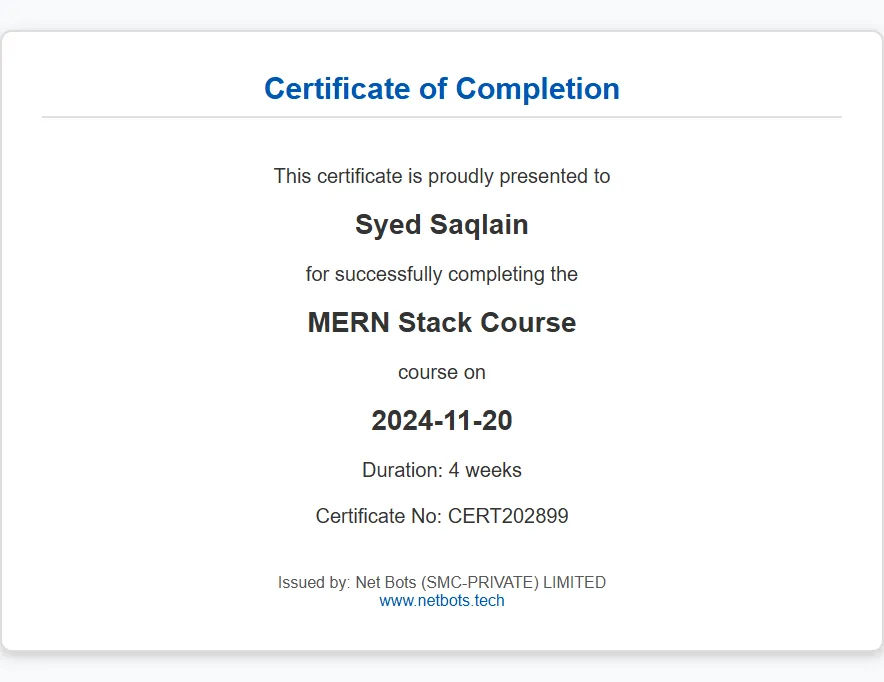 Certificate of Completion
This certificate is proudly presented to
Syed Saqlain
for successfully completing the
MERN Stack Course
course on
2024-11-20
Duration: 4 weeks
Certificate No: CERT202899
Issued by: Net Bots (SMC-PRIVATE) LIMITED
www.netbots.tech